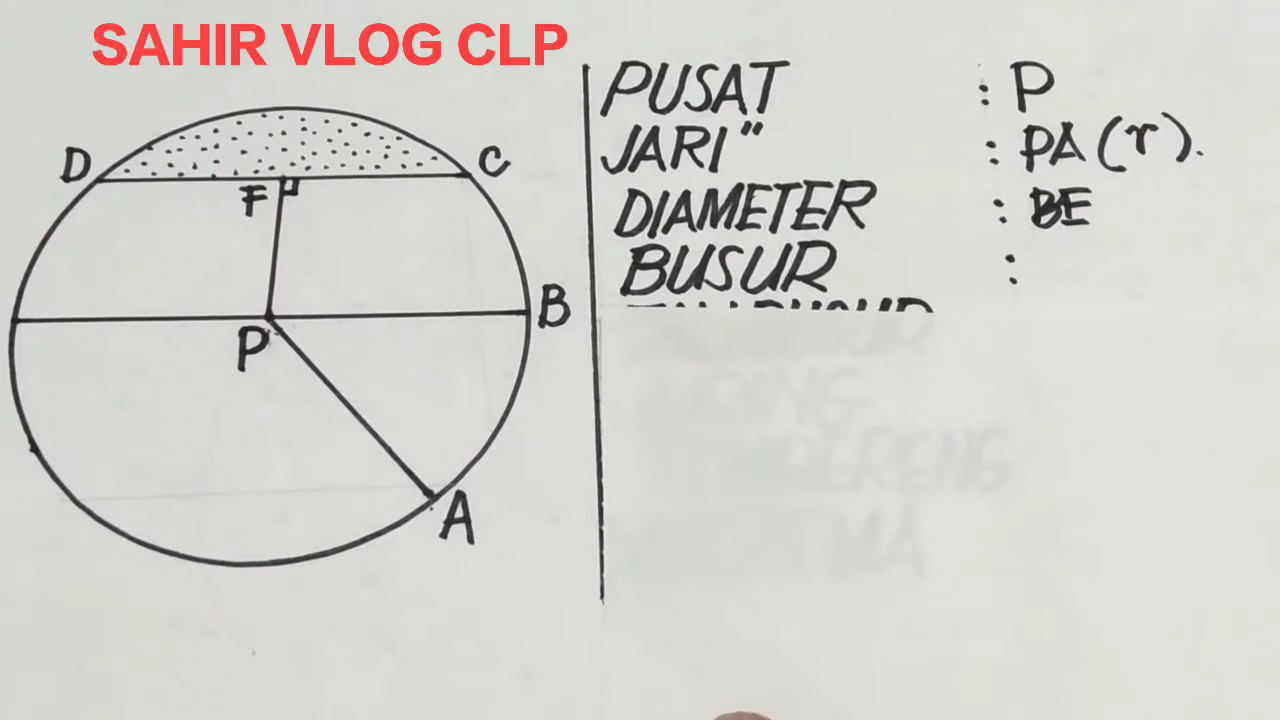 SAHIR VLOG CLP
PUSAT : P
JARI" : PA (r).
DIAMETER : BE
BUSUR :
D
C
F
B
P
A